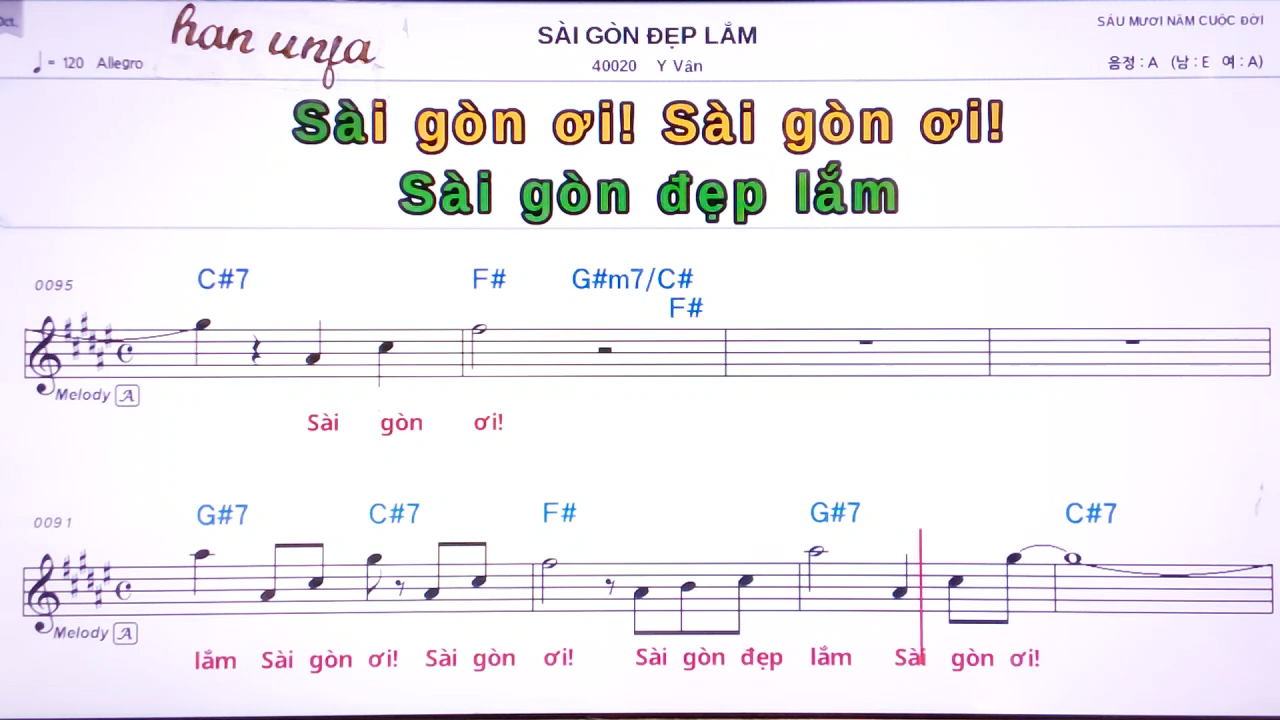 Oct.
han unfa
SÀI GÒN ĐẸP LẮM
SÁU MƯƠI NĂM CUỘC ĐỜI
= 120 Allegro
40020 Y Vân
음정 : A (남 : E 여 : A)
Sài gòn ơi! Sài gòn ơi!
Sài gòn đẹp lắm
0095
C#7 F# G#m7/C#
F#
Melody A
Sài gòn ơi!
0091
G#7 C#7 F# G#7 C#7
Melody A
lắm Sài gòn ơi! Sài gòn ơi! Sài gòn đẹp lắm Sài gòn ơi!